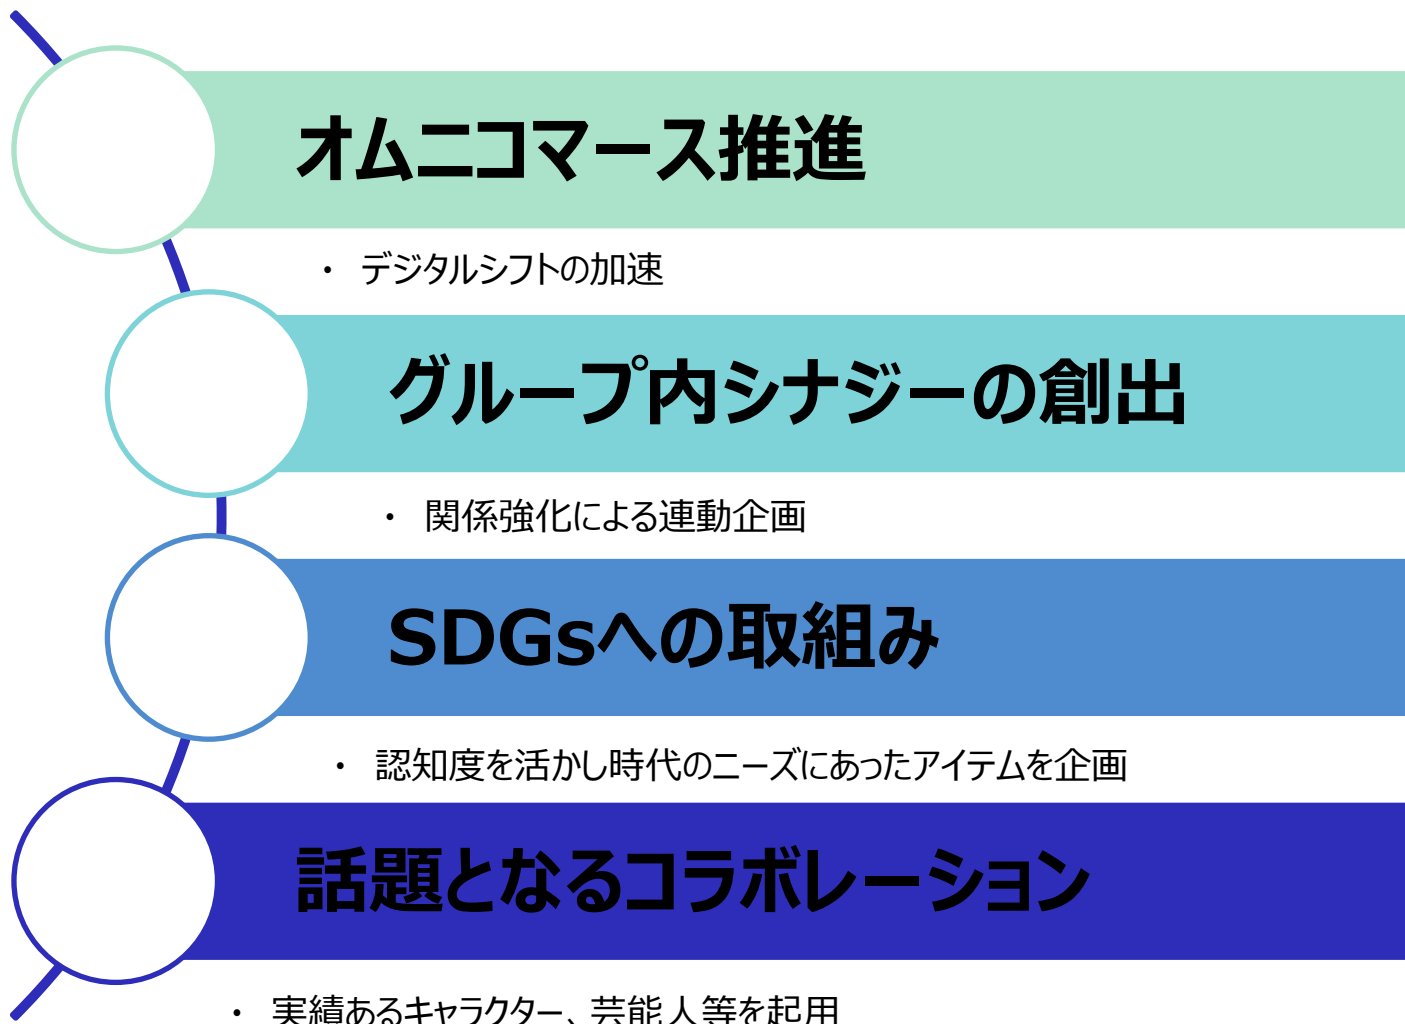 オムニコマース推進
・ デジタルシフトの加速
グループ内シナジーの創出
・ 関係強化による連動企画
SDGsへの取組み
・ 認知度を活かし時代のニーズにあったアイテムを企画
話題となるコラボレーション
・ 実績あるキャラクター、芸能人等を起用